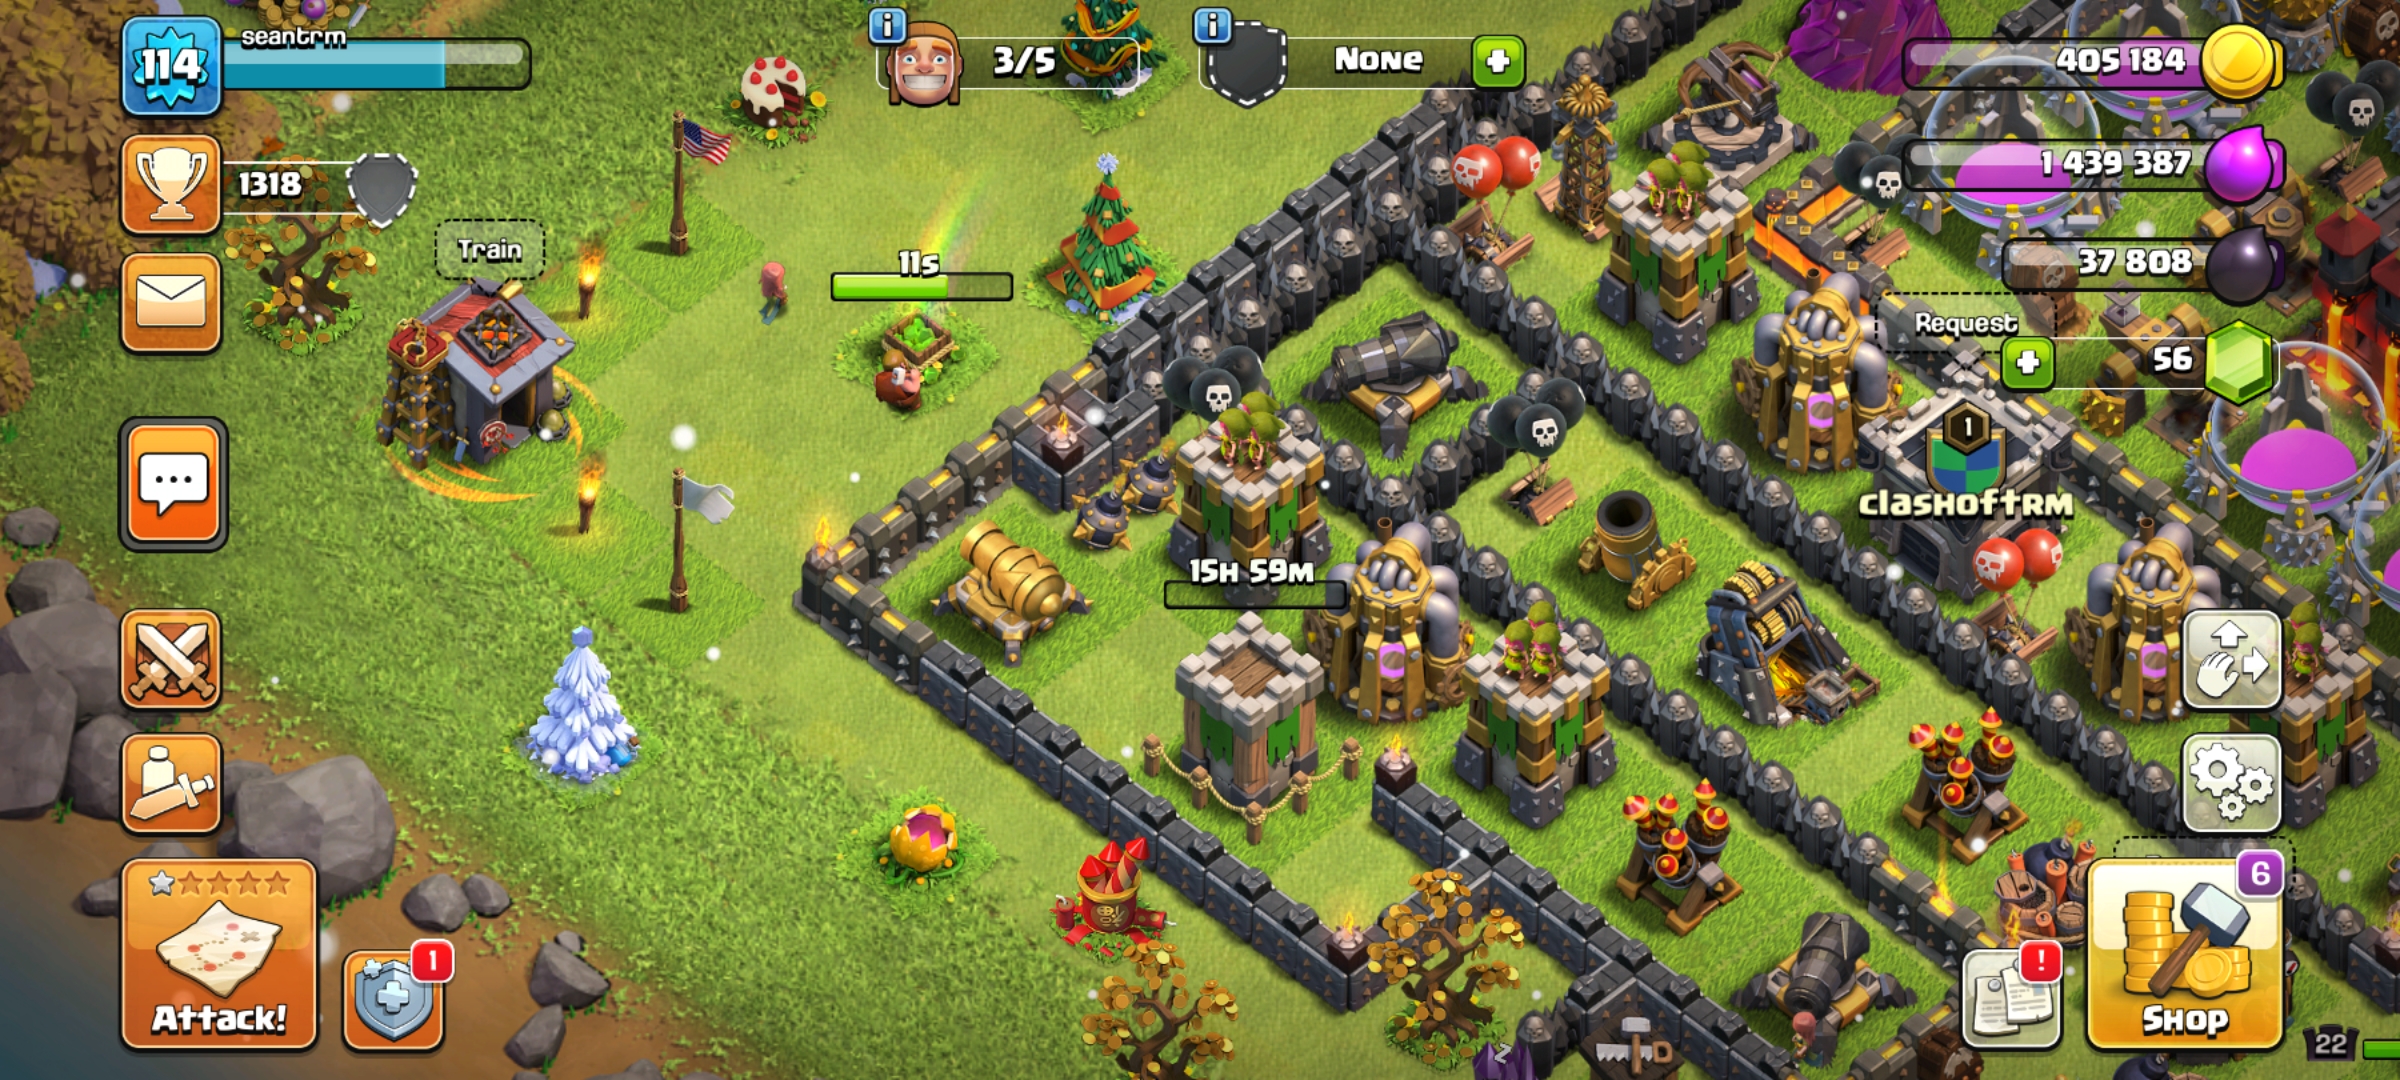 114
seantrm
3/5
None
405 184
1318
1 439 387
Train
11s
37 808
Request
56
1
clashoftrm
15H 59M
6
1
!
Attack!
Shop
22
Z